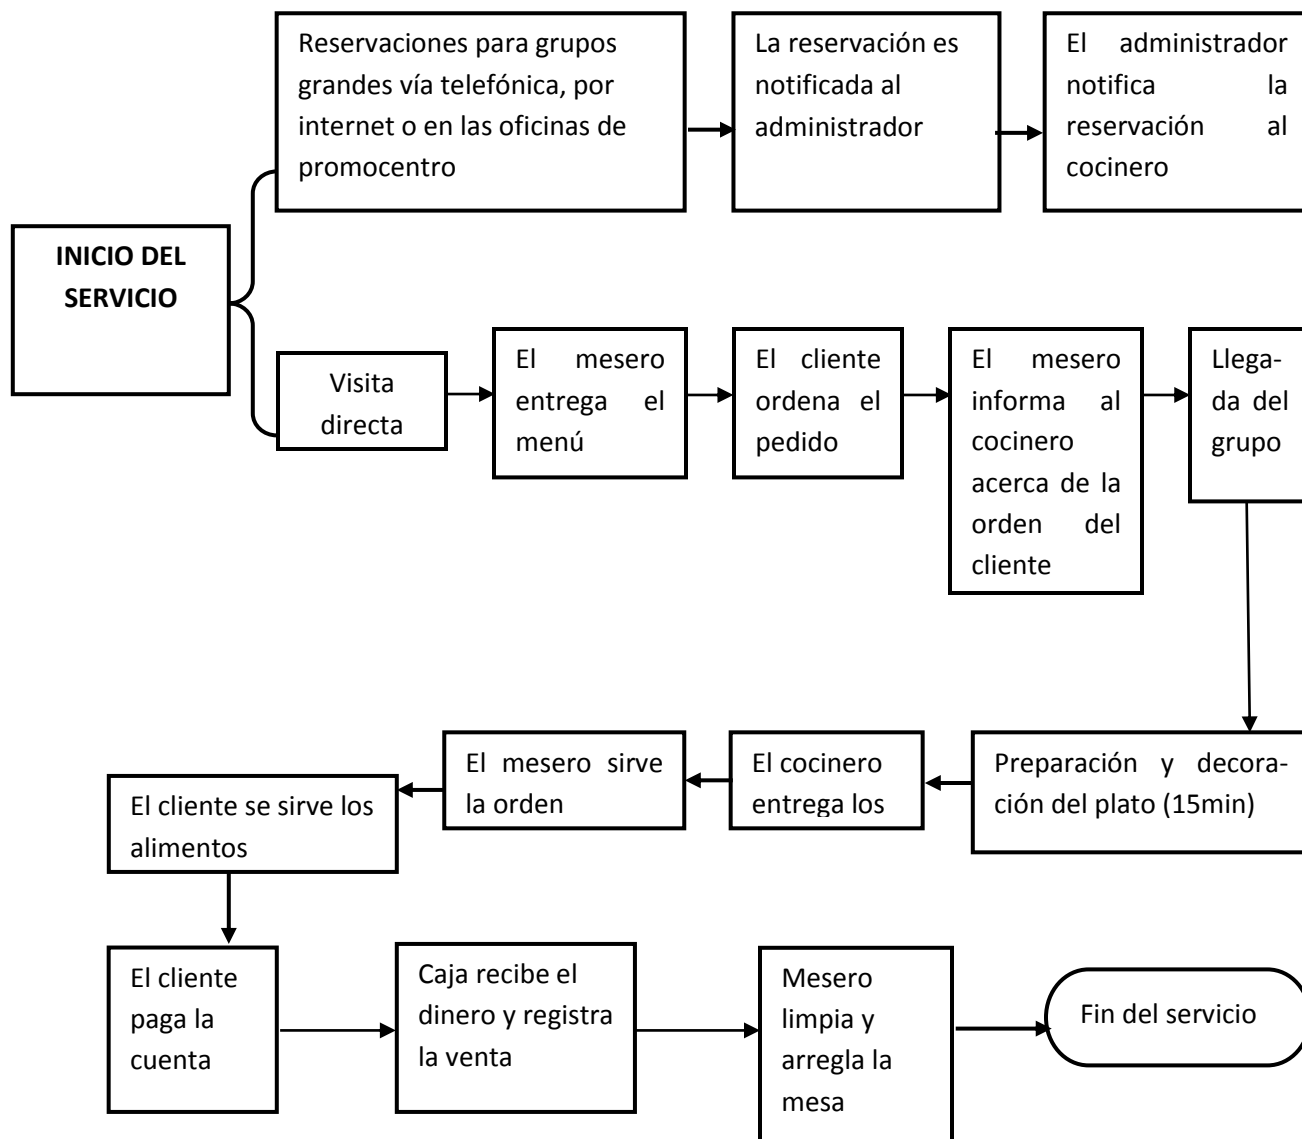 Reservaciones para grupos
grandes vía telefónica, por
internet o en las oficinas de
promocentro
La reservación es
notificada al
administrador
El administrador
notifica la
reservación al
cocinero
INICIO DEL
SERVICIO
Visita
directa
El mesero
entrega el
menú
El cliente
ordena el
pedido
El mesero
informa al
cocinero
acerca de la
orden del
cliente
Llega-
da del
grupo
Preparación y decora-
ción del plato (15min)
El cocinero
entrega los
El mesero sirve
la orden
El cliente se sirve los
alimentos
El cliente
paga la
cuenta
Caja recibe el
dinero y registra
la venta
Mesero
limpia y
arregla la
mesa
Fin del servicio